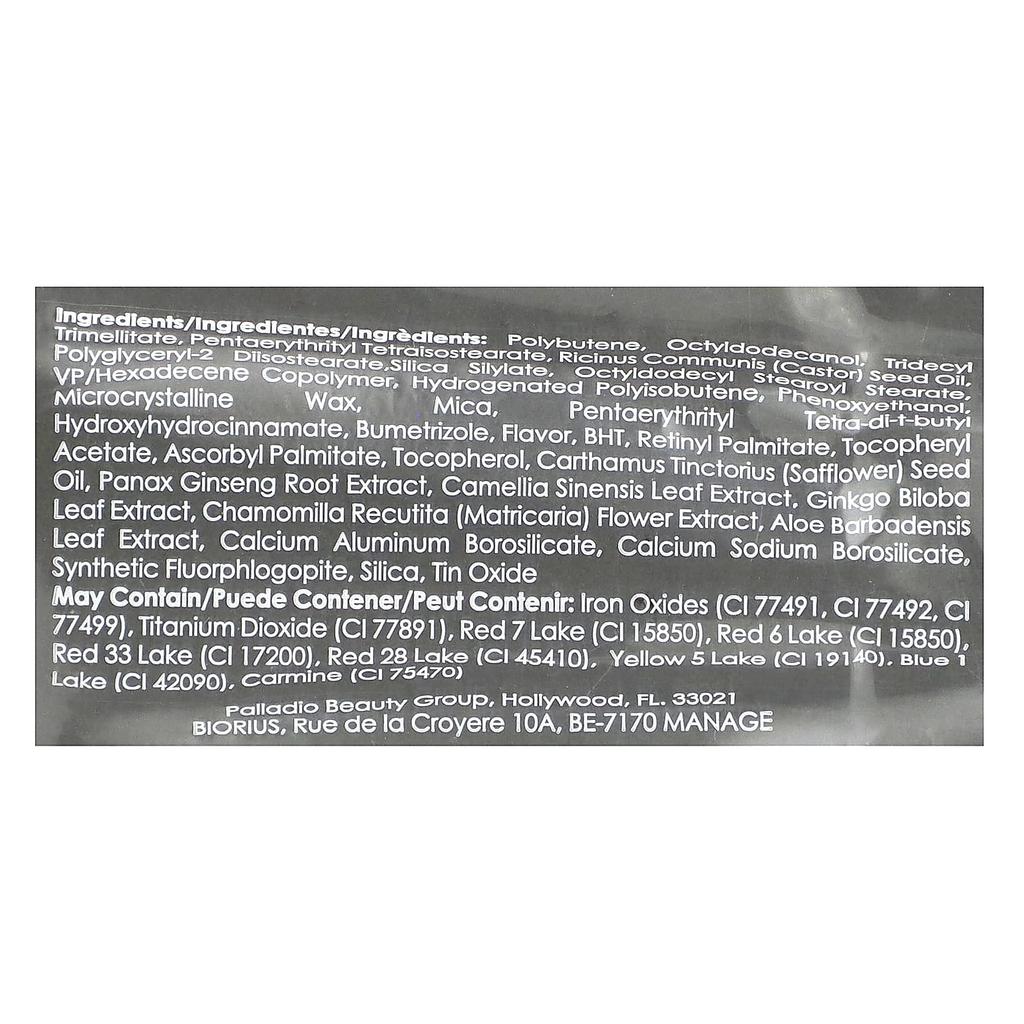 Ingredients/Ingredientes/Ingrèdients: Polybutene, Octyldodecanol, Tridecyl
Trimellitate, Pentaerythrityl Tetraisostearate, Ricinus Communis (Castor) Seed Oil,
Polyglyceryl-2 Diisostearate,Silica Silylate, Octyldodecyl Stearoyl Stearate,
VP/Hexadecene Copolymer, Hydrogenated Polyisobutene, Phenoxyethanol,
Microcrystalline Wax, Mica, Pentaerythrityl Tetra-di-t-butyl
Hydroxyhydrocinnamate, Bumetrizole, Flavor, BHT, Retinyl Palmitate, Tocopheryl
Acetate, Ascorbyl Palmitate, Tocopherol, Carthamus Tinctorius (Safflower) Seed
Oil, Panax Ginseng Root Extract, Camellia Sinensis Leaf Extract, Ginkgo Biloba
Leaf Extract, Chamomilla Recutita (Matricaria) Flower Extract, Aloe Barbadensis
Leaf Extract, Calcium Aluminum Borosilicate, Calcium Sodium Borosilicate,
Synthetic Fluorphlogopite, Silica, Tin Oxide
May Contain/Puede Contener/Peut Contenir: Iron Oxides (CI 77491, CI 77492, CI
77499), Titanium Dioxide (CI 77891), Red 7 Lake (CI 15850), Red 6 Lake (CI 15850),
Red 33 Lake (CI 17200), Red 28 Lake (CI 45410), Yellow 5 Lake (CI 19140), Blue 1
Lake (CI 42090), Carmine (CI 75470)
Palladio Beauty Group, Hollywood, FL. 33021
BIORIUS, Rue de la Croyere 10A, BE-7170 MANAGE